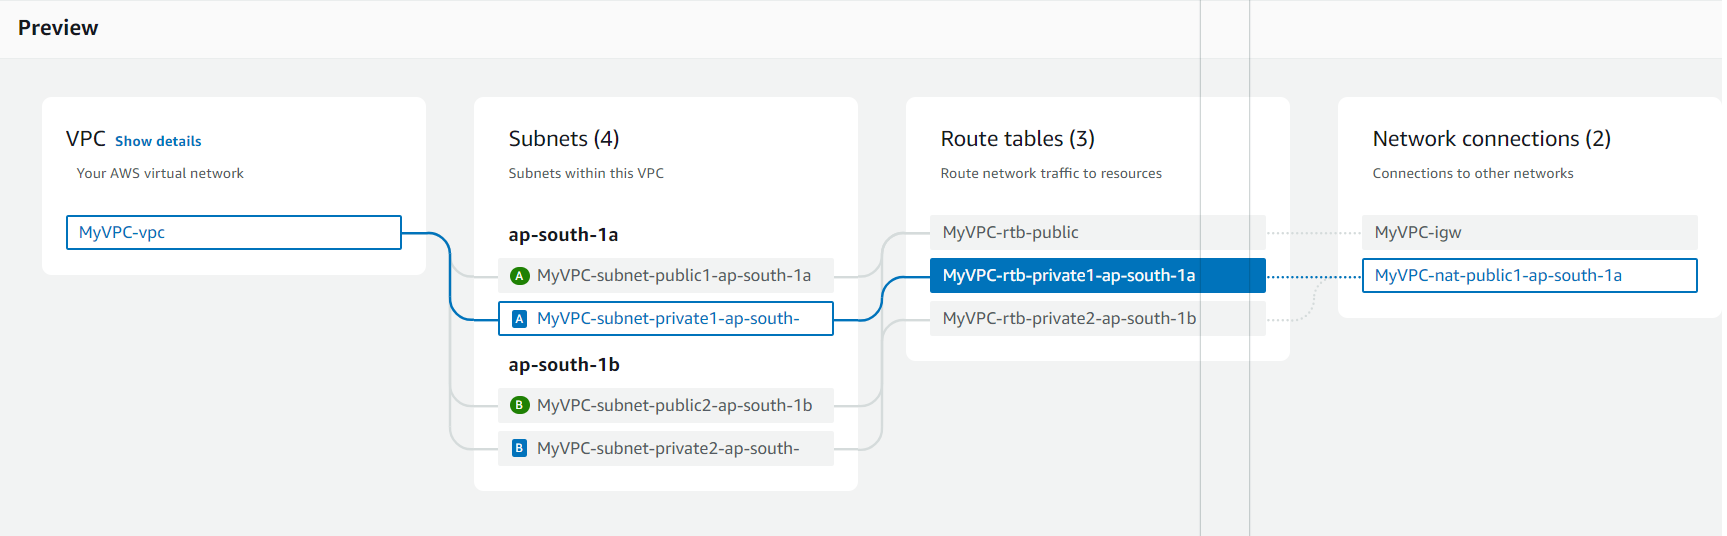 Preview
VPC Show details
Your AWS virtual network
MyVPC-vpc
Subnets (4)
Subnets within this VPC
ap-south-1a
A MyVPC-subnet-public1-ap-south-1a
A MyVPC-subnet-private1-ap-south-
ap-south-1b
B MyVPC-subnet-public2-ap-south-1b
B MyVPC-subnet-private2-ap-south-
Route tables (3)
Route network traffic to resources
MyVPC-rtb-public
MyVPC-rtb-private1-ap-south-1a
MyVPC-rtb-private2-ap-south-1b
Network connections (2)
Connections to other networks
MyVPC-igw
MyVPC-nat-public1-ap-south-1a